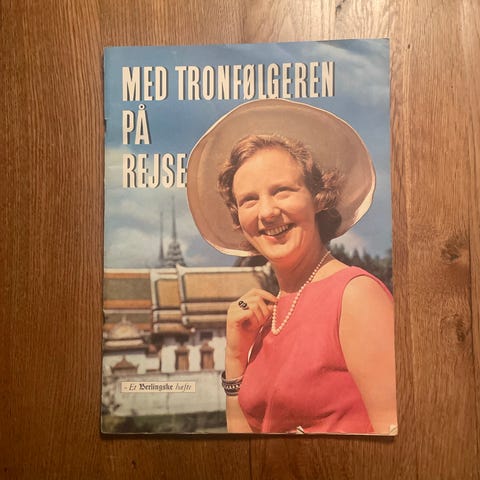 MED TRONFØLGEREN
PÅ
REJSE
- Et Berlingske hæfte